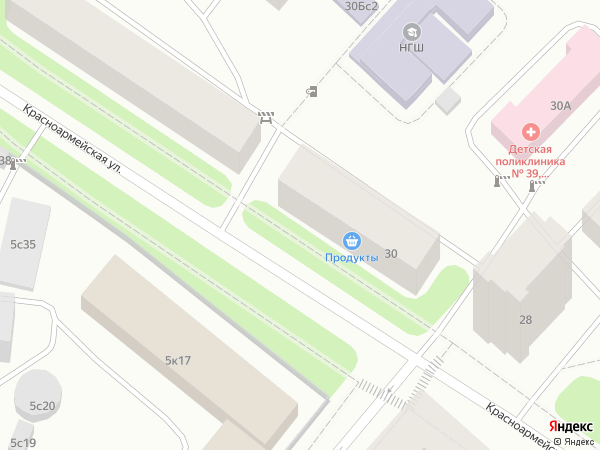 30Бс2
НГШ
30А
Детская
поликлиника
№ 39,...
Красноармейская ул.
38
5с35
30
Продукты
28
5к17
5с20
5с19
Красноармейс
Яндекс
© Яндекс